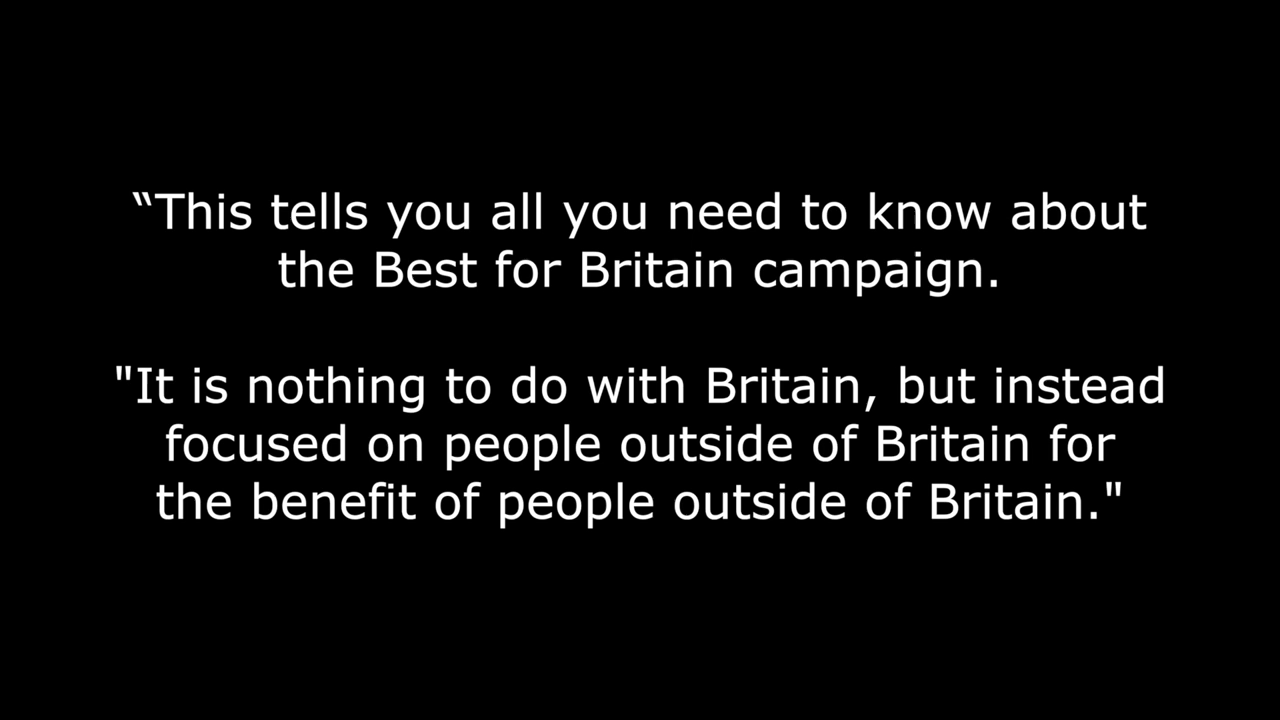 “This tells you all you need to know about
the Best for Britain campaign.
"It is nothing to do with Britain, but instead
focused on people outside of Britain for
the benefit of people outside of Britain."